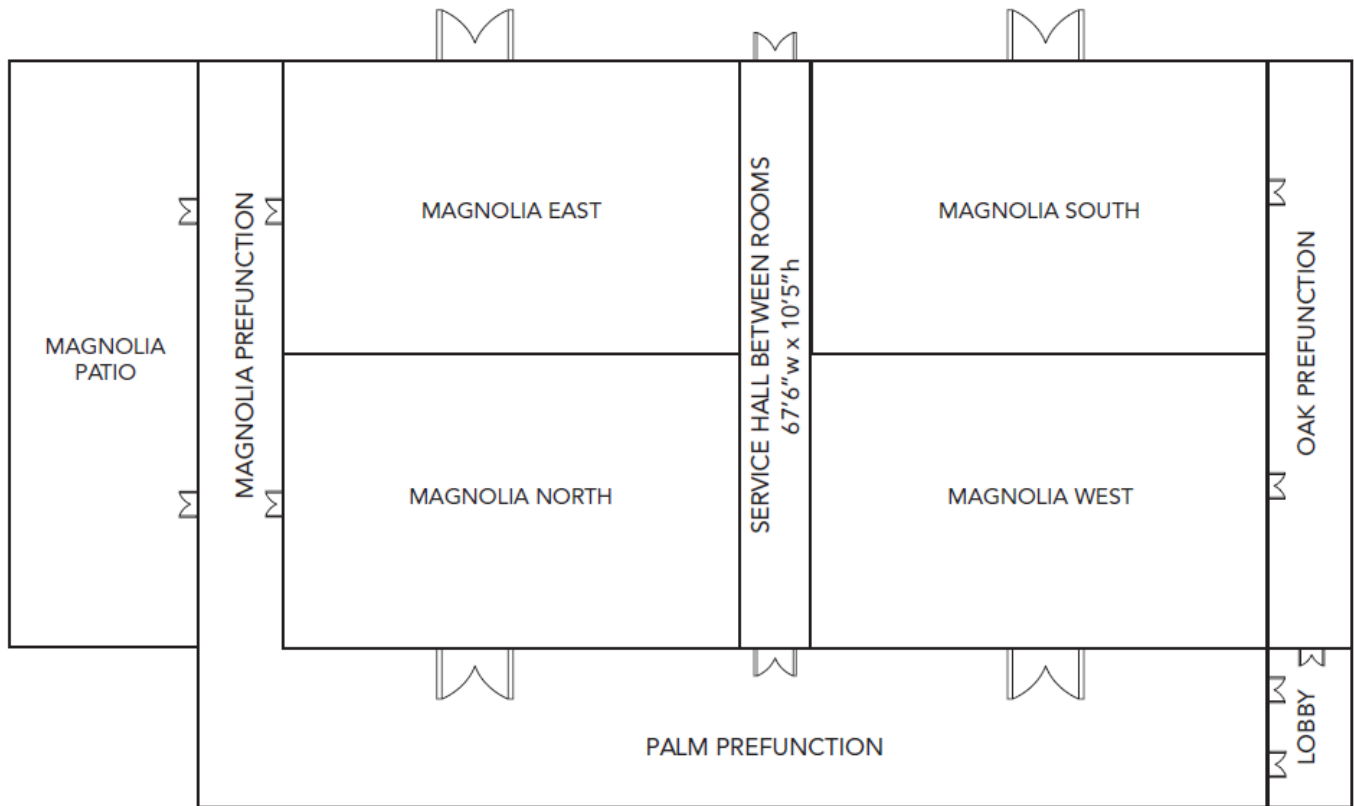 MAGNOLIA EAST
MAGNOLIA SOUTH
MAGNOLIA PREFUNCTION
SERVICE HALL BETWEEN ROOMS
67'6"w x 10'5"h
OAK PREFUNCTION
MAGNOLIA
PATIO
MAGNOLIA NORTH
MAGNOLIA WEST
PALM PREFUNCTION
LOBBY